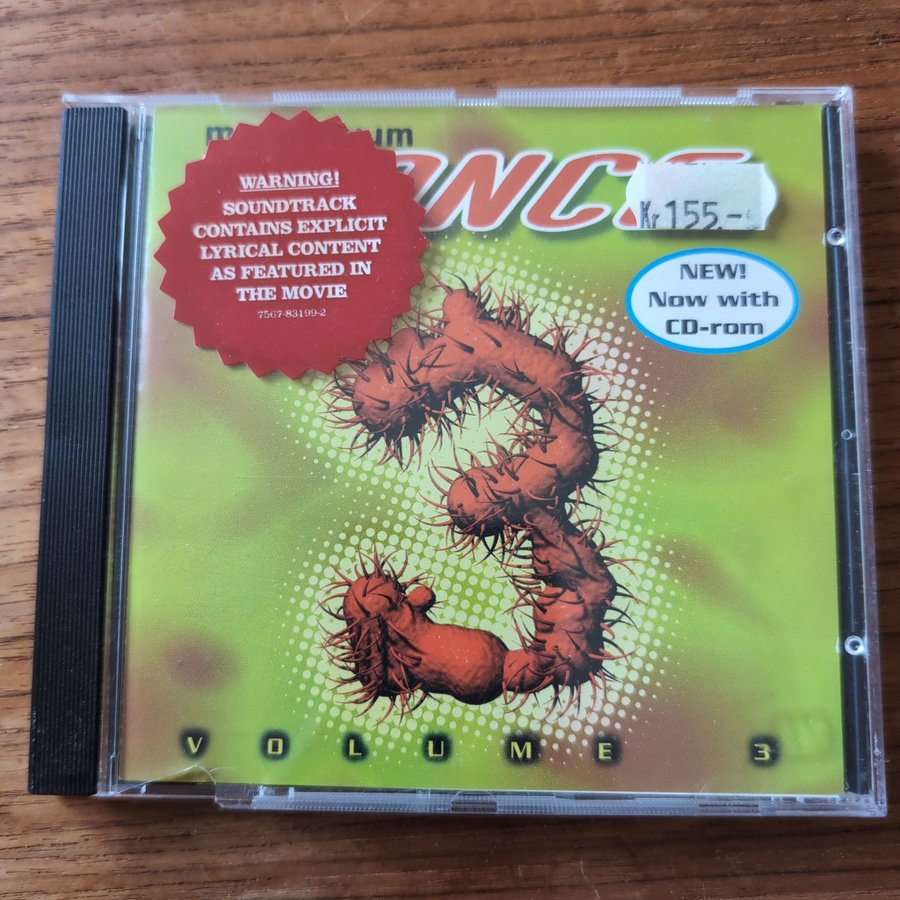 WARNING!
SOUNDTRACK
CONTAINS EXPLICIT
LYRICAL CONTENT
AS FEATURED IN
THE MOVIE
7567-83199-2
Kr 155.-
NEW!
Now with
CD-rom
VOLUME 3